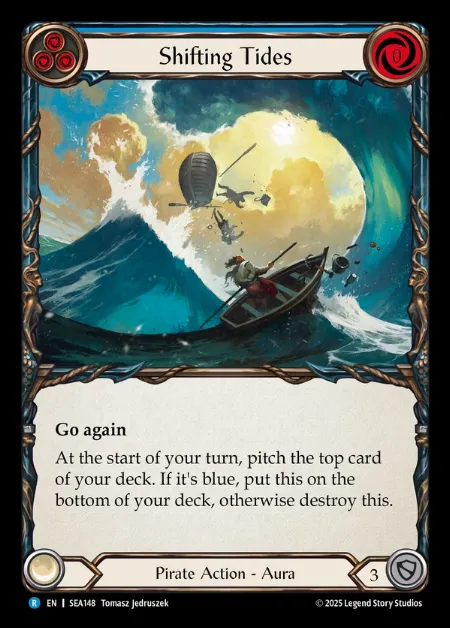 Shifting Tides
0
Go again
At the start of your turn, pitch the top card
of your deck. If it's blue, put this on the
bottom of your deck, otherwise destroy this.
Pirate Action - Aura
3
R EN | SEA148 Tomasz Jedruszek
© 2025 Legend Story Studios